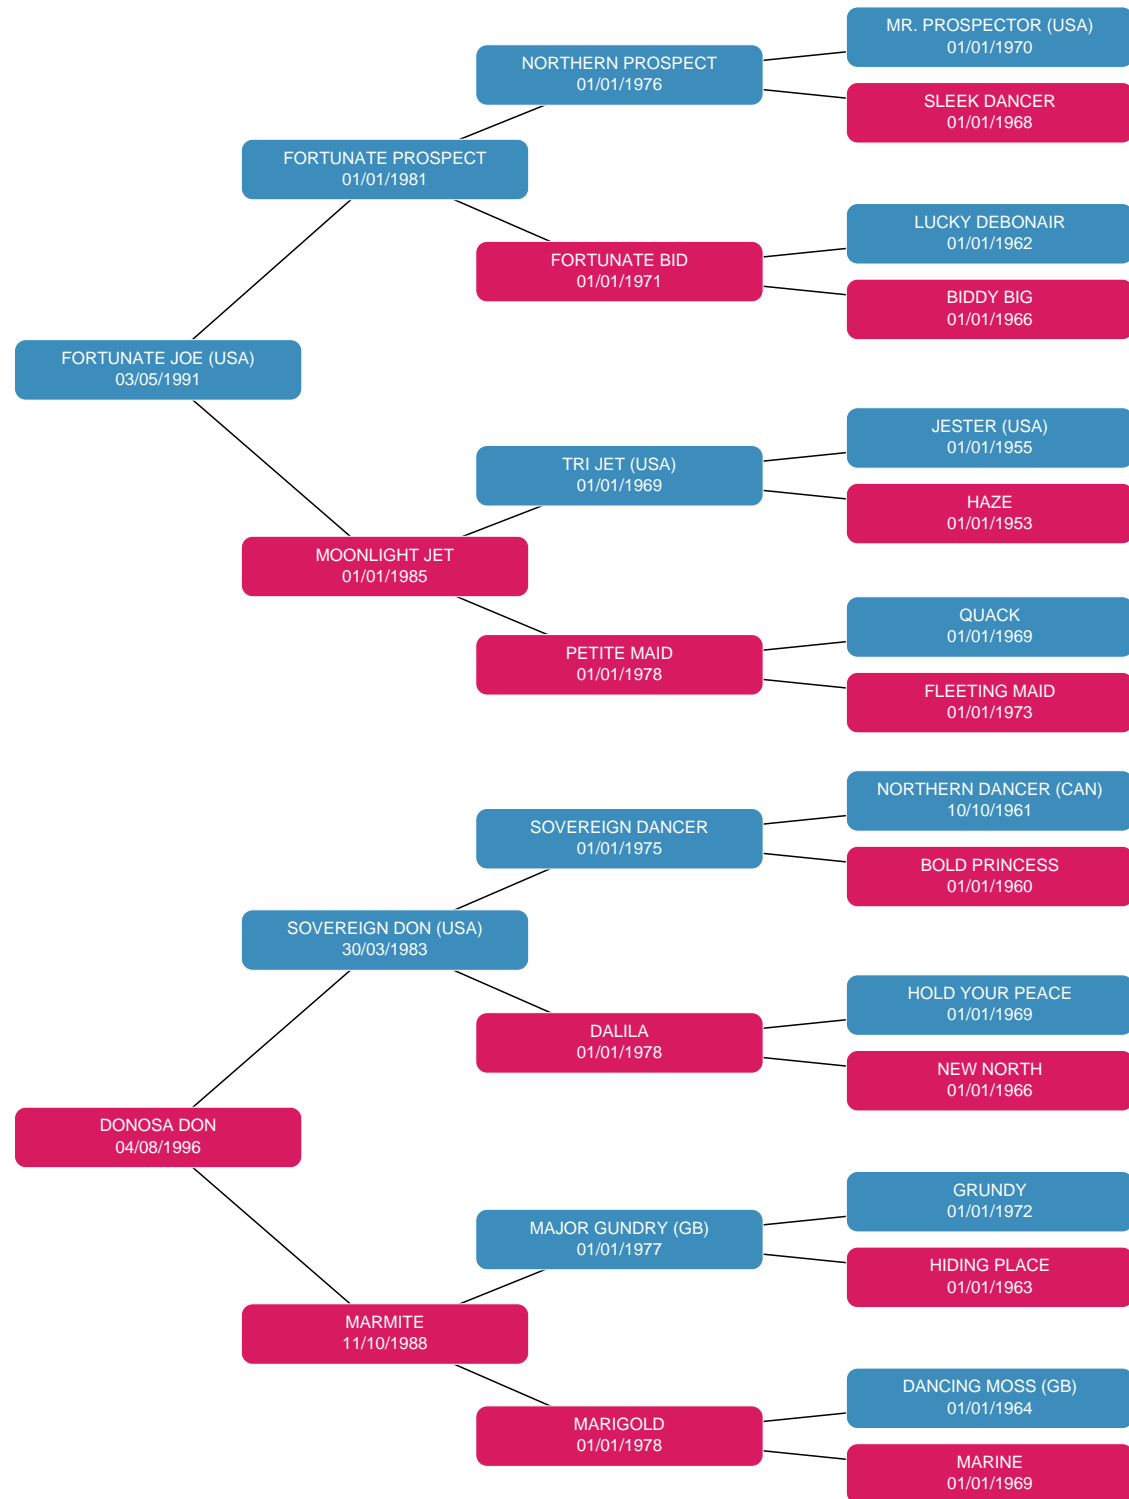 MR. PROSPECTOR (USA)
01/01/1970
NORTHERN PROSPECT
01/01/1976
SLEEK DANCER
01/01/1968
FORTUNATE PROSPECT
01/01/1981
LUCKY DEBONAIR
01/01/1962
FORTUNATE BID
01/01/1971
BIDDY BIG
01/01/1966
FORTUNATE JOE (USA)
03/05/1991
JESTER (USA)
01/01/1955
TRI JET (USA)
01/01/1969
HAZE
01/01/1953
MOONLIGHT JET
01/01/1985
QUACK
01/01/1969
PETITE MAID
01/01/1978
FLEETING MAID
01/01/1973
NORTHERN DANCER (CAN)
10/10/1961
SOVEREIGN DANCER
01/01/1975
BOLD PRINCESS
01/01/1960
SOVEREIGN DON (USA)
30/03/1983
HOLD YOUR PEACE
01/01/1969
DALILA
01/01/1978
NEW NORTH
01/01/1966
DONOSA DON
04/08/1996
GRUNDY
01/01/1972
MAJOR GUNDRY (GB)
01/01/1977
HIDING PLACE
01/01/1963
MARMITE
11/10/1988
DANCING MOSS (GB)
01/01/1964
MARIGOLD
01/01/1978
MARINE
01/01/1969